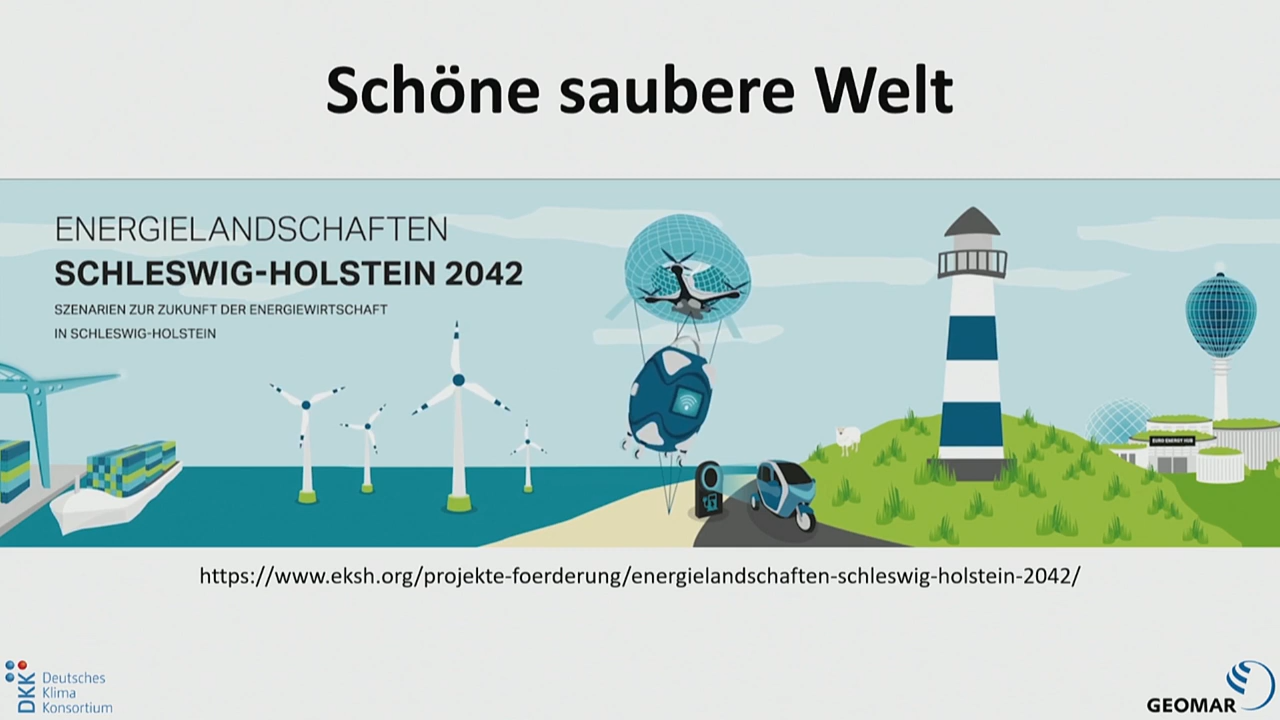 Schöne saubere Welt
ENERGIELANDSCHAFTEN
SCHLESWIG-HOLSTEIN 2042
SZENARIEN ZUR ZUKUNFT DER ENERGIEWIRTSCHAFT
IN SCHLESWIG-HOLSTEIN
EURO ENERGY HUB
https://www.eksh.org/projekte-foerderung/energielandschaften-schleswig-holstein-2042/
DKK
Deutsches
Klima
Konsortium
GEOMAR